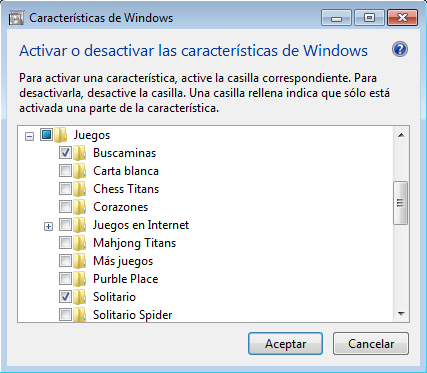 Características de Windows
Activar o desactivar las características de Windows
Para activar una característica, active la casilla correspondiente. Para
desactivarla, desactive la casilla. Una casilla rellena indica que sólo está
activada una parte de la característica.
Juegos
Buscaminas
Carta blanca
Chess Titans
Corazones
Juegos en Internet
Mahjong Titans
Más juegos
Purble Place
Solitario
Solitario Spider
Aceptar
Cancelar